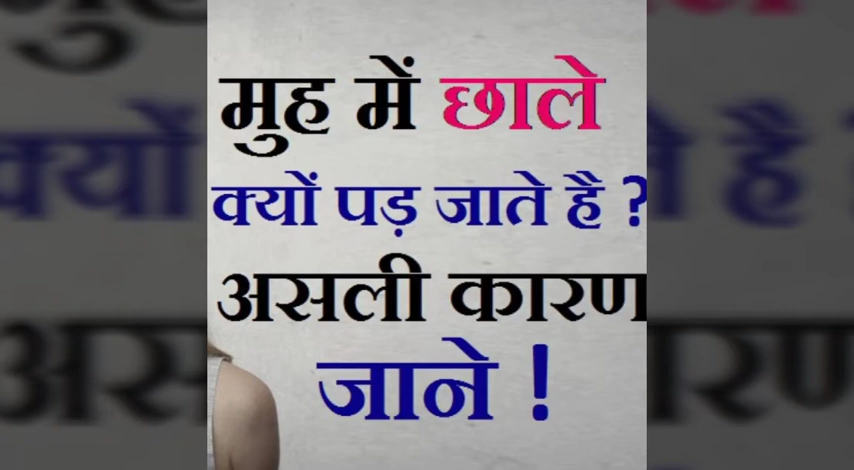 मुह में छाले
क्यों पड़ जाते है ?
असली कारण
जाने !